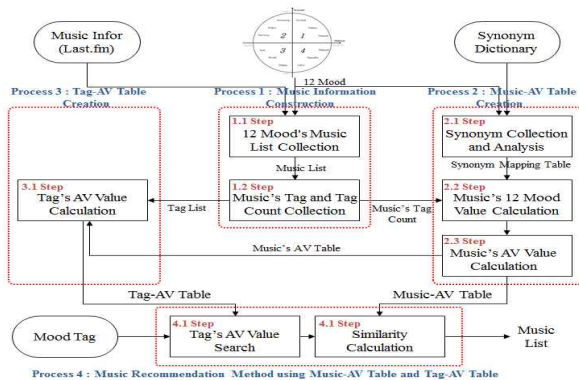 Music Infor
(Last.fm)
2 1
3 4
Synonym
Dictionary
12 Mood
Process 3 : Tag-AV Table
Creation
Process 1 : Music Information
Construction
Process 2 : Music-AV Table
Creation
1.1 Step
12 Mood's Music
List Collection
2.1 Step
Synonym Collection
and Analysis
Music List
Synonym Mapping Table
3.1 Step
Tag's AV Value
Calculation
Tag List
1.2 Step
Music's Tag and Tag
Count Collection
Music's Tag
Count
2.2 Step
Music's 12 Mood
Value Calculation
Music's AV Table
2.3 Step
Music's AV Value
Calculation
Tag-AV Table
Music-AV Table
Mood Tag
4.1 Step
Tag's AV Value
Search
4.1 Step
Similarity
Calculation
Music
List
Process 4 : Music Recommendation Method using Music-AV Table and Tag-AV Table